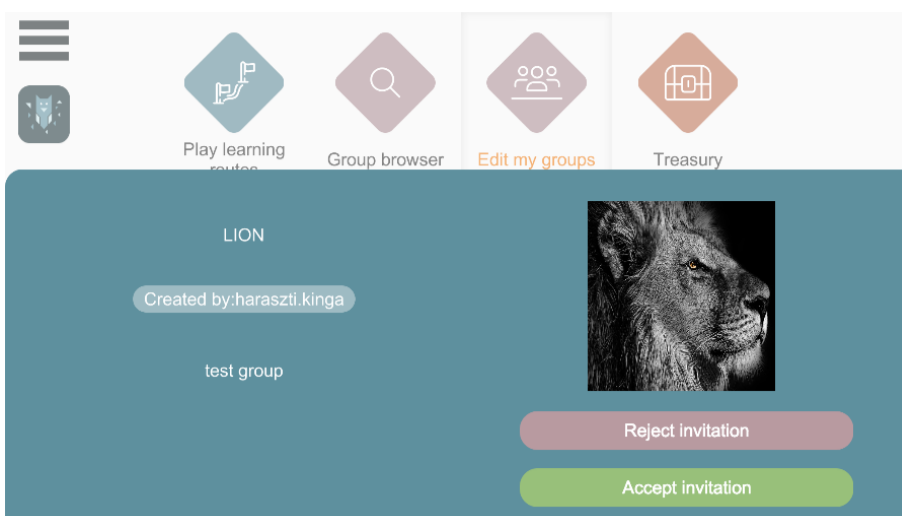 Play learning
routes
Group browser
Edit my groups
Treasury
LION
Created by:haraszti.kinga
test group
Reject invitation
Accept invitation